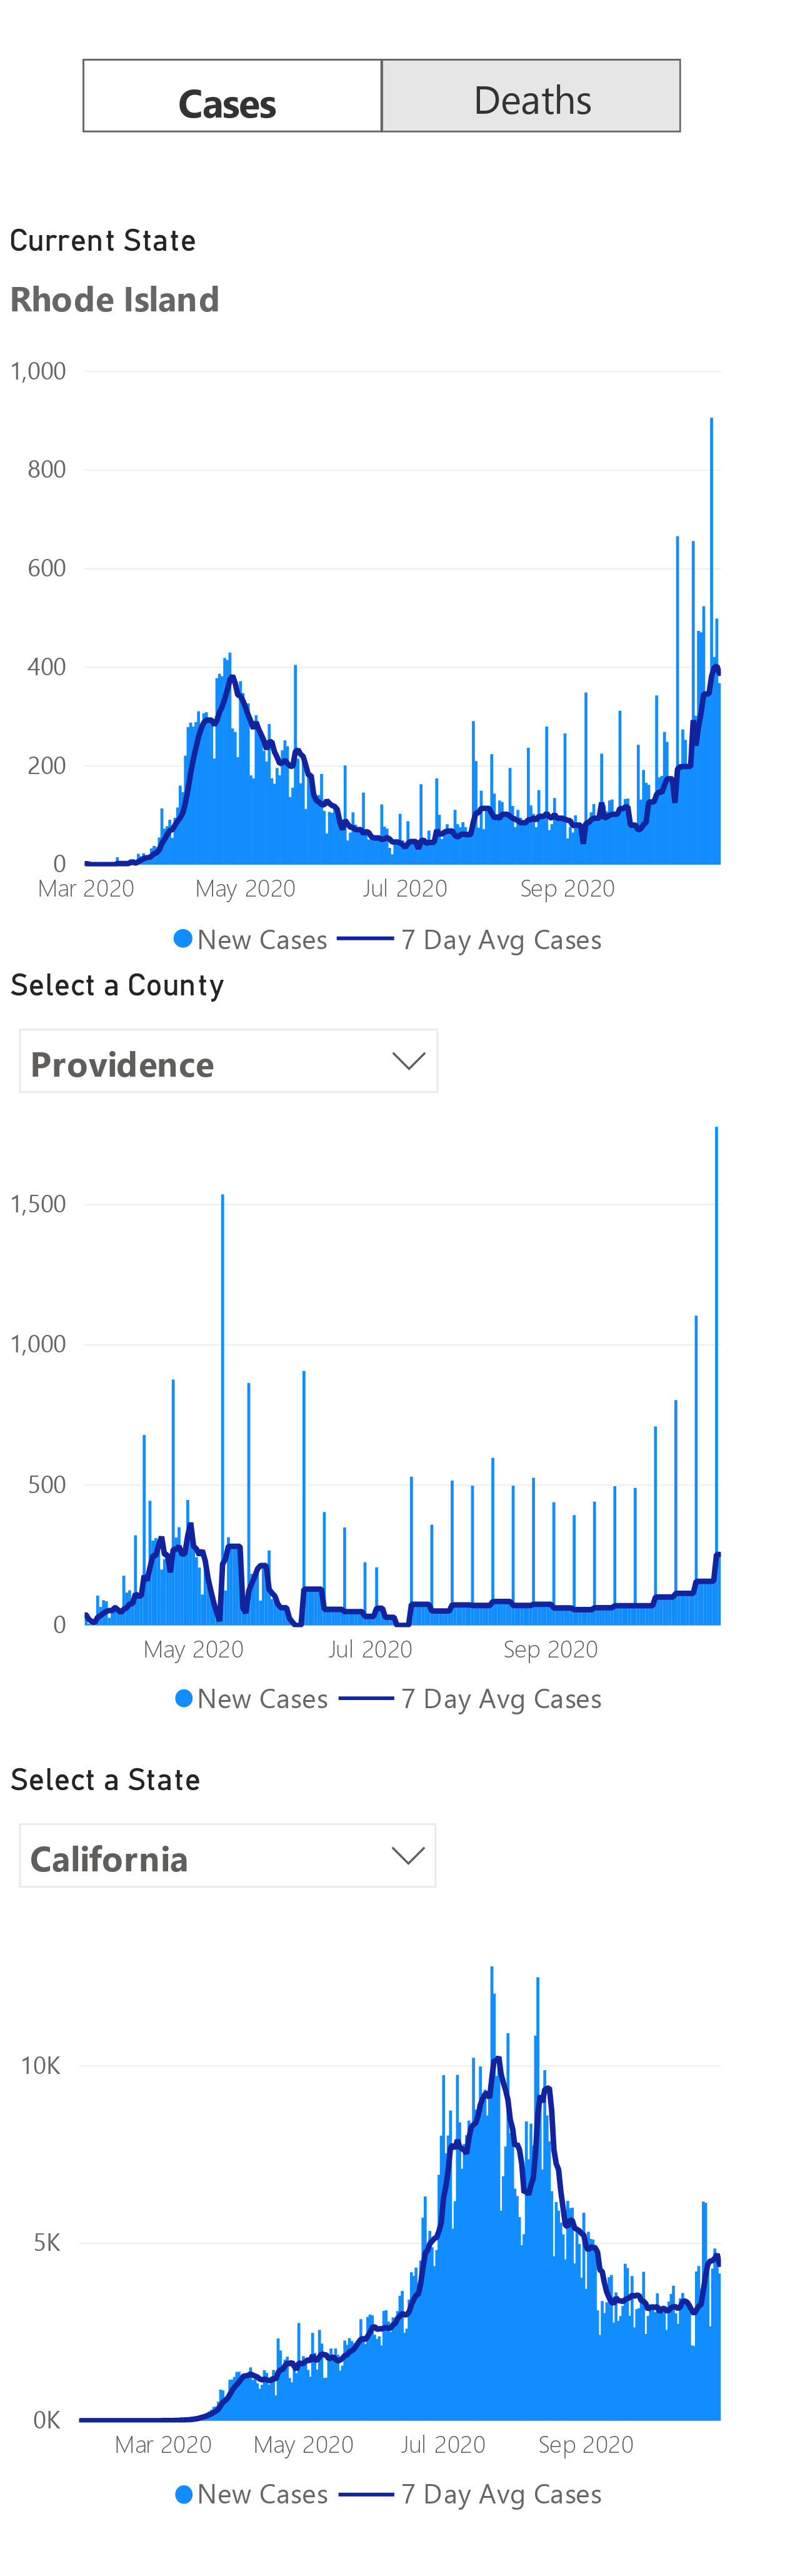 Cases Deaths
Current State
Rhode Island
1,000
800
600
400
200
0
Mar 2020 May 2020 Jul 2020 Sep 2020
New Cases 7 Day Avg Cases
Select a County
Providence
1,500
1,000
500
0
May 2020 Jul 2020 Sep 2020
New Cases 7 Day Avg Cases
Select a State
California
10K
5K
0K
Mar 2020 May 2020 Jul 2020 Sep 2020
New Cases 7 Day Avg Cases